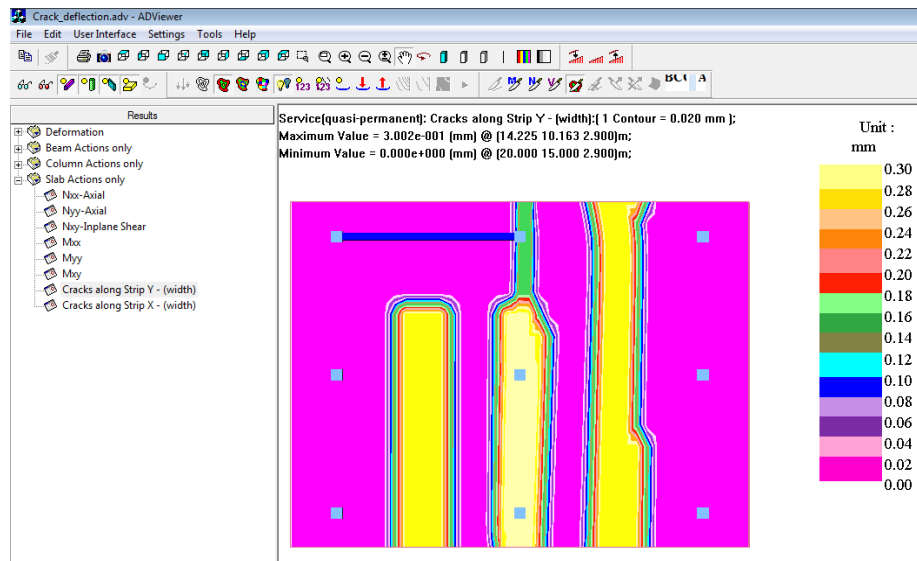 Crack_deflection.adv - ADViewer
File Edit User Interface Settings Tools Help
Results
Deformation
Beam Actions only
Column Actions only
Slab Actions only
Nxx-Axial
Nyy-Axial
Nxy-Inplane Shear
Mxx
Myy
Mxy
Cracks along Strip Y - (width)
Cracks along Strip X - (width)
Service(quasi-permanent): Cracks along Strip Y - (width):( 1 Contour = 0.020 mm );
Maximum Value = 3.002e-001 (mm) @ (14.225 10.163 2.900)m;
Minimum Value = 0.000e+000 (mm) @ (20.000 15.000 2.900)m;
Unit :
mm
0.30
0.28
0.26
0.24
0.22
0.20
0.18
0.16
0.14
0.12
0.10
0.08
0.06
0.04
0.02
0.00